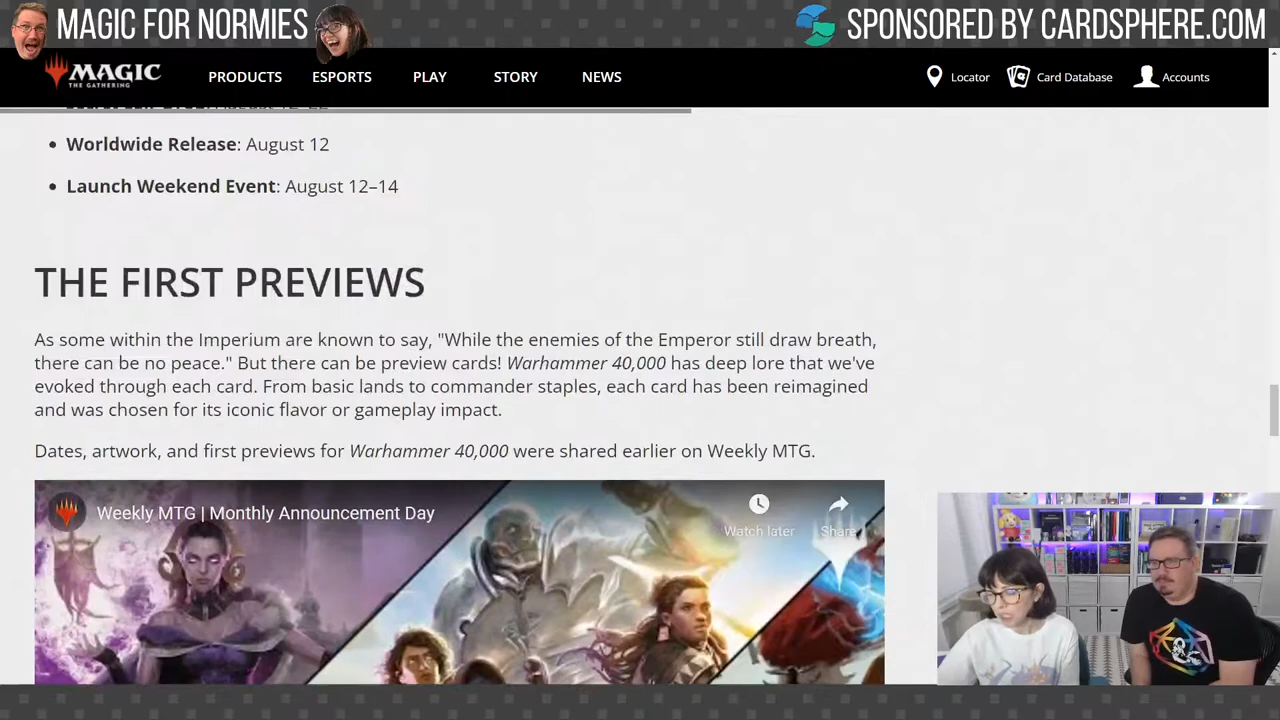 MAGIC FOR NORMIES
SPONSORED BY CARDSPHERE.COM
MAGIC
THE GATHERING
PRODUCTS
ESPORTS
PLAY
STORY
NEWS
Locator
Card Database
Accounts
Worldwide Release: August 12
Launch Weekend Event: August 12–14
THE FIRST PREVIEWS
As some within the Imperium are known to say, "While the enemies of the Emperor still draw breath,
there can be no peace." But there can be preview cards! Warhammer 40,000 has deep lore that we've
evoked through each card. From basic lands to commander staples, each card has been reimagined
and was chosen for its iconic flavor or gameplay impact.
Dates, artwork, and first previews for Warhammer 40,000 were shared earlier on Weekly MTG.
Weekly MTG | Monthly Announcement Day
Watch later
Share